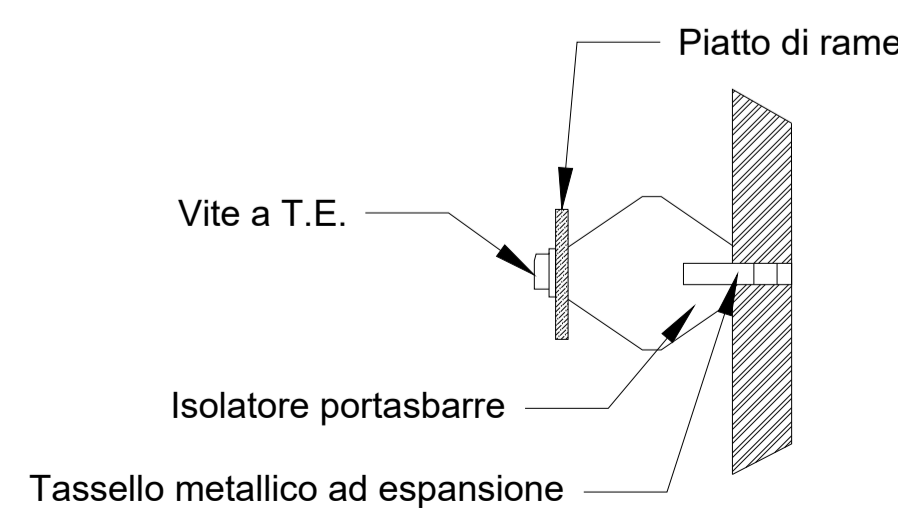 Piatto di rame
Vite a T.E.
Isolatore portasbarre
Tassello metallico ad espansione